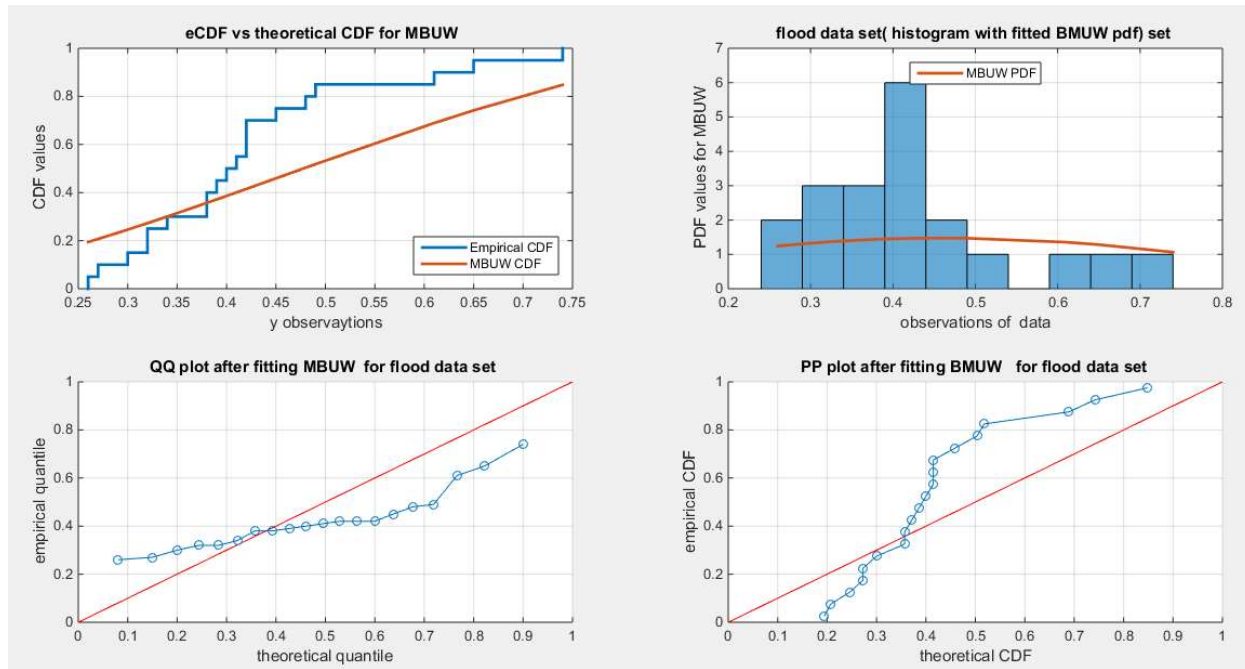 eCDF vs theoretical CDF for MBUW
CDF values
1
0.8
0.6
0.4
0.2
0
0.25 0.3 0.35 0.4 0.45 0.5 0.55 0.6 0.65 0.7 0.75
y observaytions
Empirical CDF
MBUW CDF
flood data set( histogram with fitted BMUW pdf) set
PDF values for MBUW
7
6
5
4
3
2
1
0
0.2 0.3 0.4 0.5 0.6 0.7 0.8
observations of data
MBUW PDF
QQ plot after fitting MBUW for flood data set
empirical quantile
1
0.8
0.6
0.4
0.2
0
0 0.1 0.2 0.3 0.4 0.5 0.6 0.7 0.8 0.9 1
theoretical quantile
PP plot after fitting BMUW for flood data set
empirical CDF
1
0.8
0.6
0.4
0.2
0
0 0.1 0.2 0.3 0.4 0.5 0.6 0.7 0.8 0.9 1
theoretical CDF